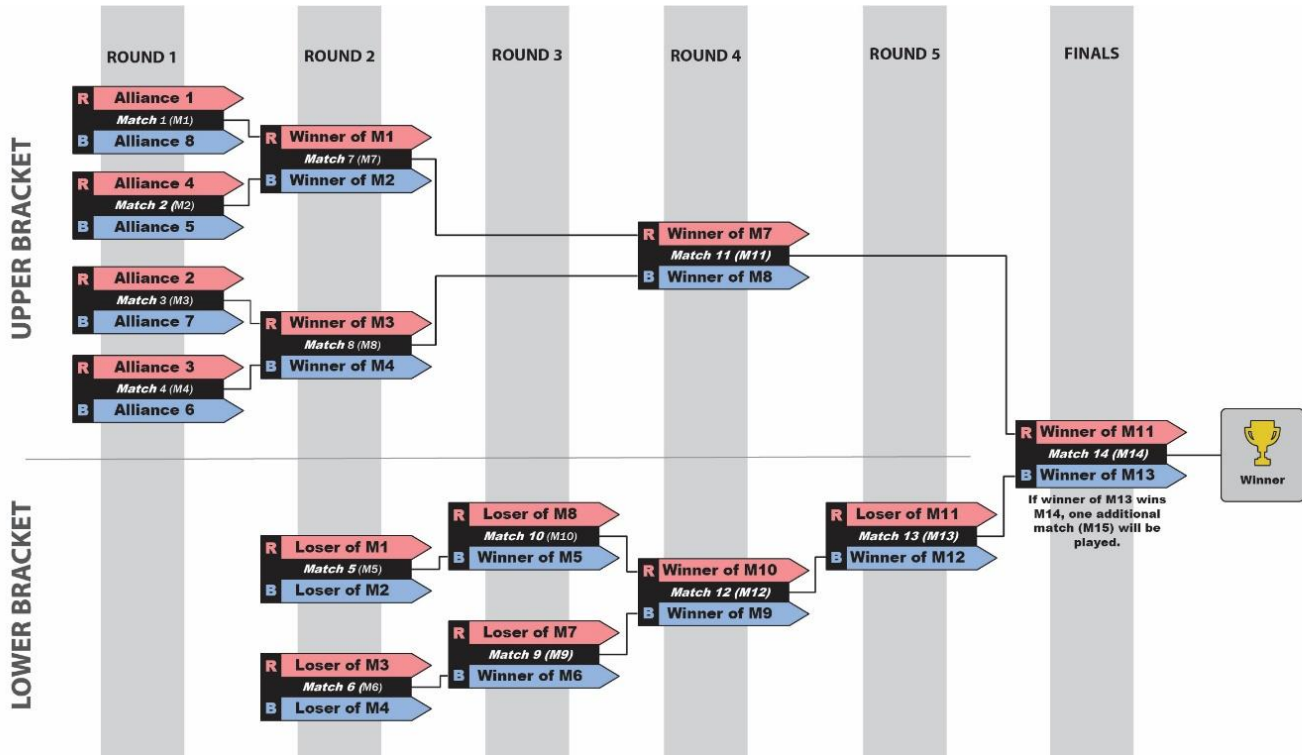 ROUND 1
ROUND 2
ROUND 3
ROUND 4
ROUND 5
FINALS
UPPER BRACKET
R Alliance 1
Match 1 (M1)
B Alliance 8
R Alliance 4
Match 2 (M2)
B Alliance 5
R Alliance 2
Match 3 (M3)
B Alliance 7
R Alliance 3
Match 4 (M4)
B Alliance 6
R Winner of M1
Match 7 (M7)
B Winner of M2
R Winner of M3
Match 8 (M8)
B Winner of M4
R Winner of M7
Match 11 (M11)
B Winner of M8
R Winner of M11
Match 14 (M14)
B Winner of M13
If winner of M13 wins
M14, one additional
match (M15) will be
played.
Winner
LOWER BRACKET
R Loser of M1
Match 5 (M5)
B Loser of M2
R Loser of M3
Match 6 (M6)
B Loser of M4
R Loser of M8
Match 10 (M10)
B Winner of M5
R Loser of M7
Match 9 (M9)
B Winner of M6
R Winner of M10
Match 12 (M12)
B Winner of M9
R Loser of M11
Match 13 (M13)
B Winner of M12